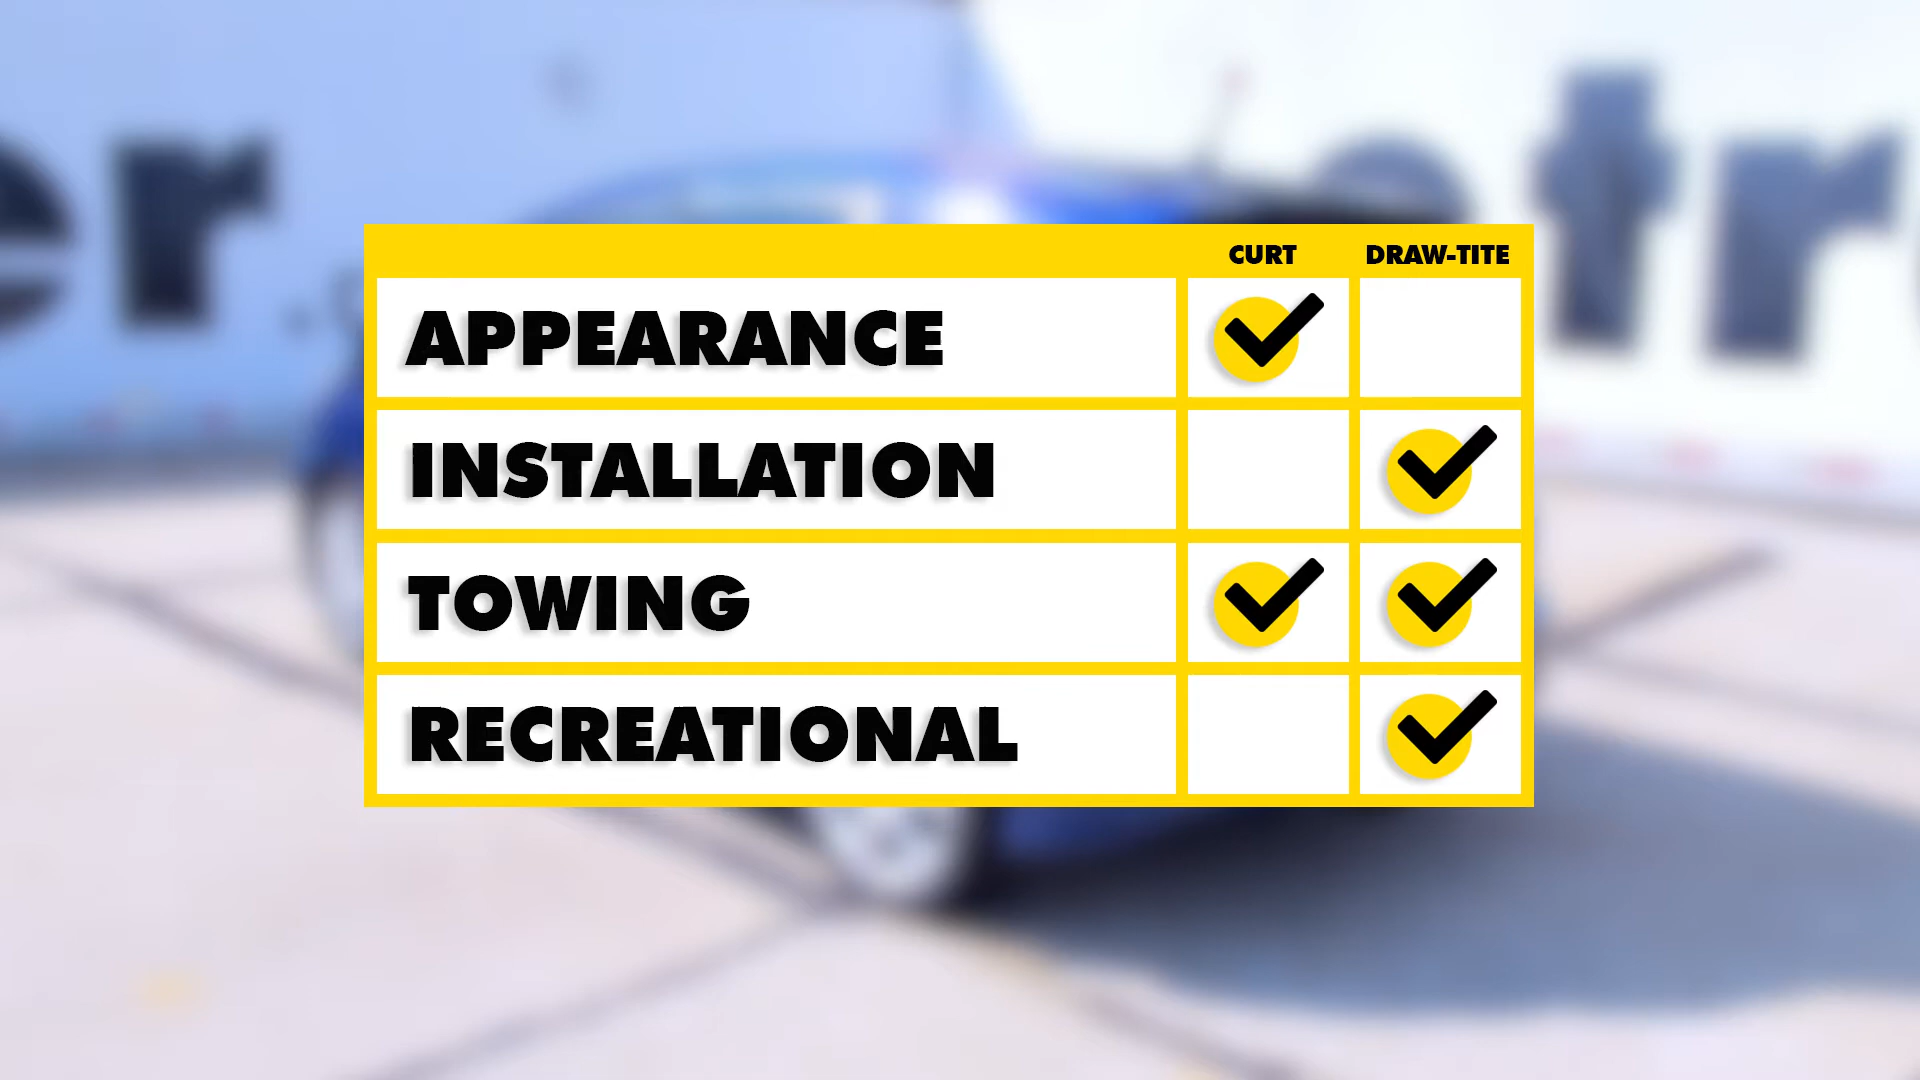 CURT DRAW-TITE
APPEARANCE
INSTALLATION
TOWING
RECREATIONAL